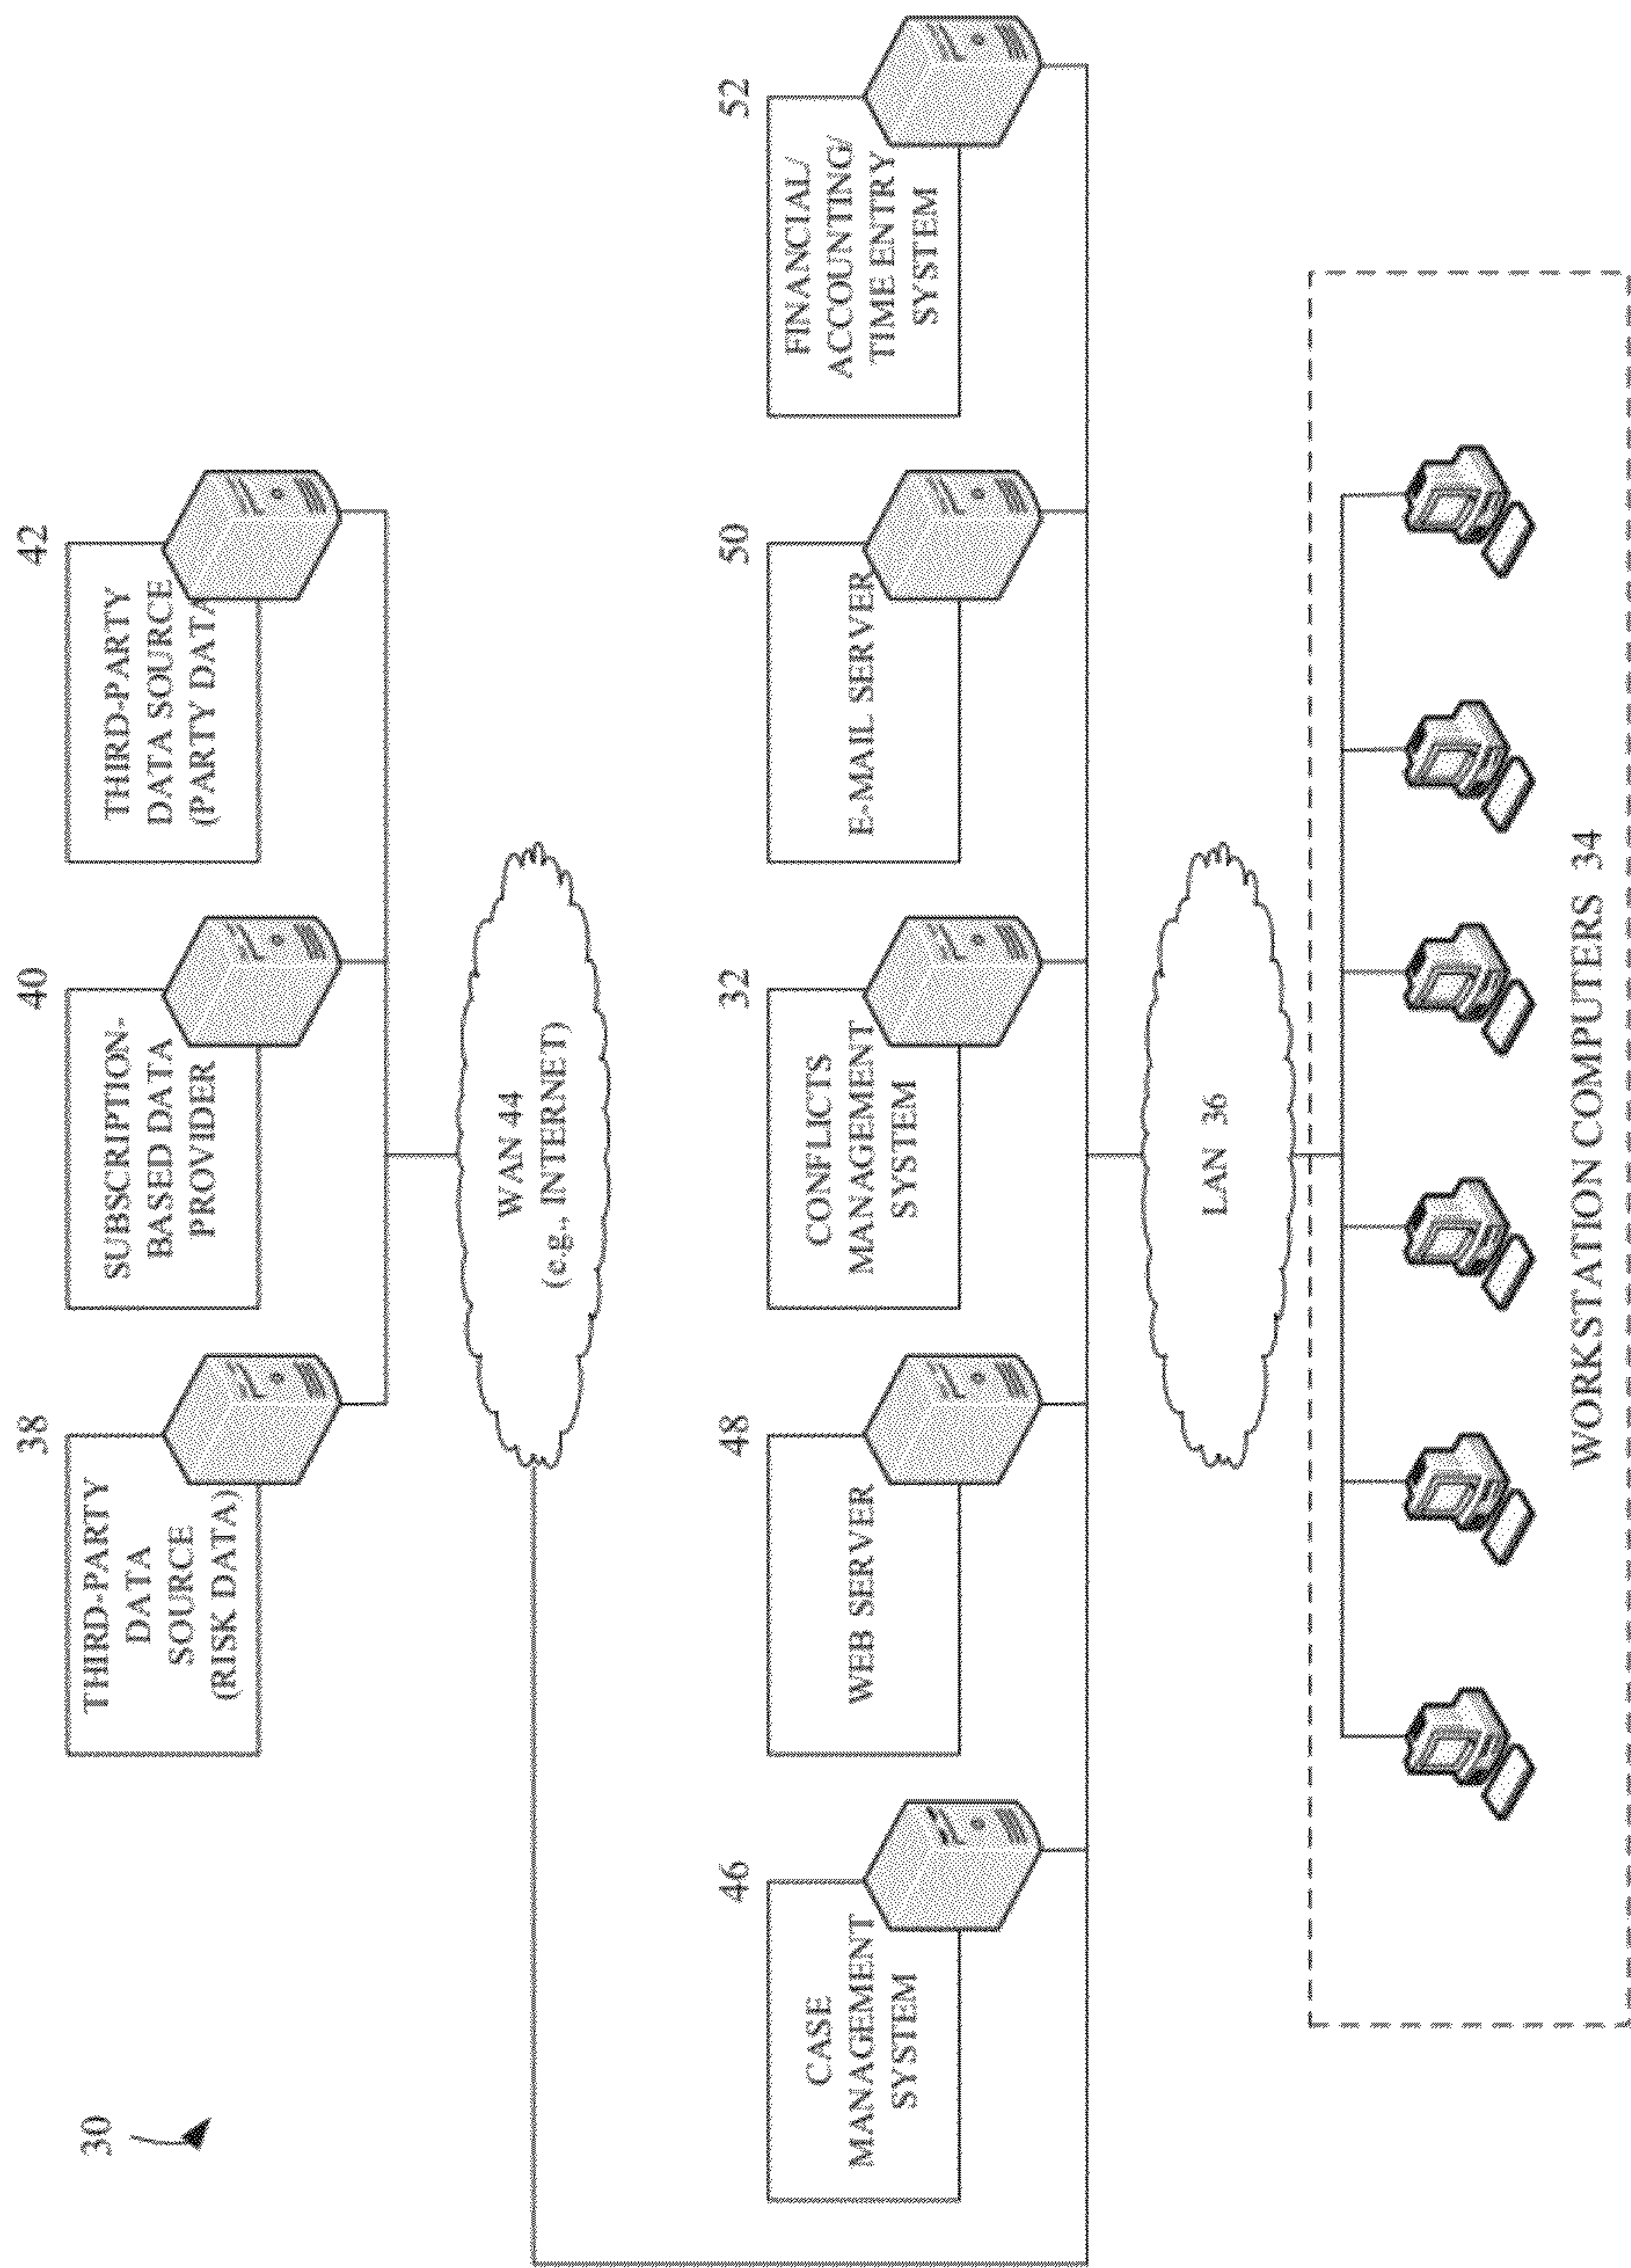 30
38
THIRD-PARTY
DATA
SOURCE
(RISK DATA)
40
SUBSCRIPTION-
BASED DATA
PROVIDER
42
THIRD-PARTY
DATA SOURCE
(PARTY DATA)
WAN 44
(e.g., INTERNET)
46
CASE
MANAGEMENT
SYSTEM
48
WEB SERVER
32
CONFLICTS
MANAGEMENT
SYSTEM
50
E-MAIL SERVER
52
FINANCIAL/
ACCOUNTING/
TIME ENTRY
SYSTEM
LAN 36
WORKSTATION COMPUTERS 34